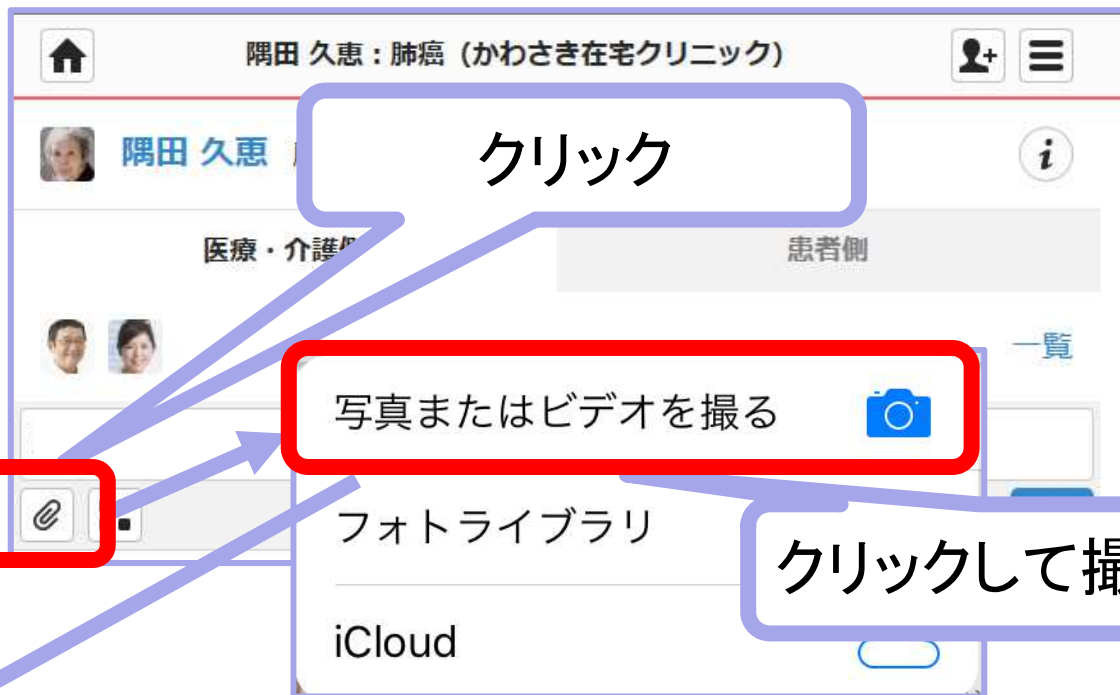 隅田 久恵：肺癌（かわさき在宅クリニック）
隅田 久恵
クリック
医療・介護側
患者側
一覧
写真またはビデオを撮る
フォトライブラリ
クリックして撮
iCloud